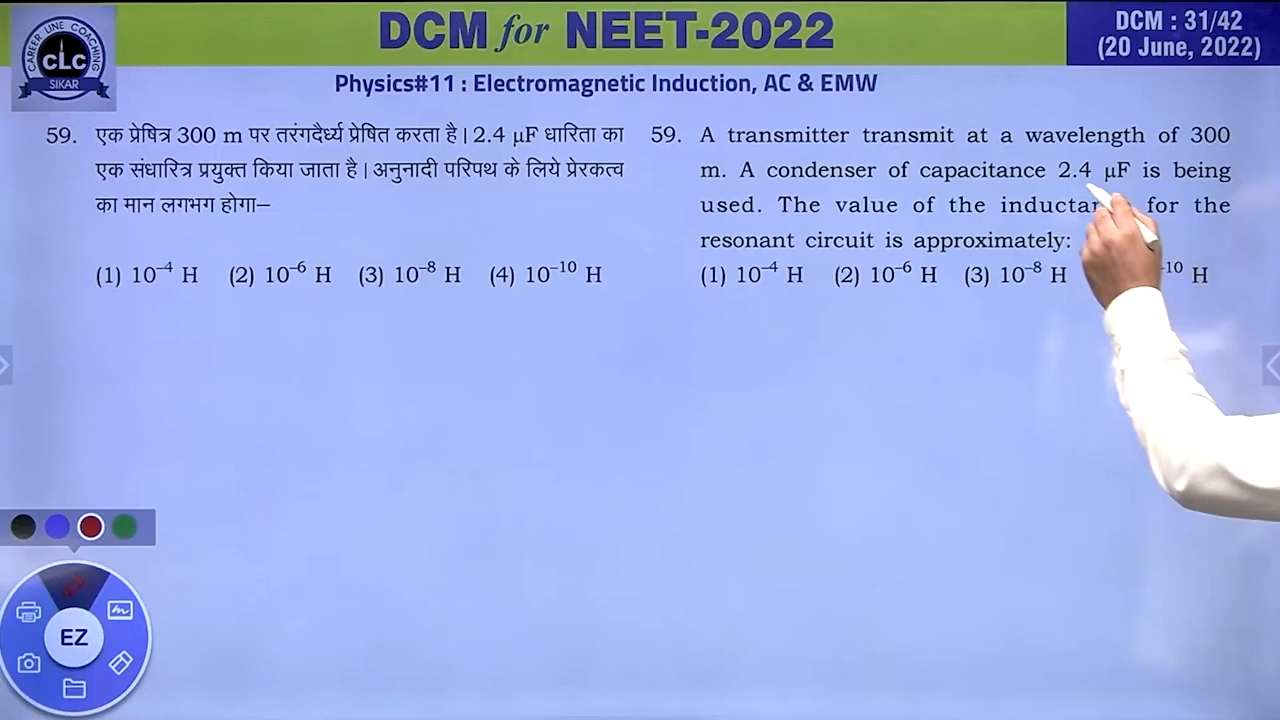 CAREER LINE COACHING
CLC
SIKAR
DCM for NEET-2022
DCM : 31/42
(20 June, 2022)
Physics#11 : Electromagnetic Induction, AC & EMW
59. एक प्रेषित्र 300 m पर तरंगदैर्ध्य प्रेषित करता है। 2.4 μF धारिता का
एक संधारित्र प्रयुक्त किया जाता है। अनुनादी परिपथ के लिये प्रेरकत्व
का मान लगभग होगा–
(1) 10⁻⁴ H (2) 10⁻⁶ H (3) 10⁻⁸ H (4) 10⁻¹⁰ H
59. A transmitter transmit at a wavelength of 300
m. A condenser of capacitance 2.4 μF is being
used. The value of the for the
resonant circuit is approximately:
(1) 10⁻⁴ H (2) 10⁻⁶ H (3) 10⁻⁸ H ⁻¹⁰ H
EZ